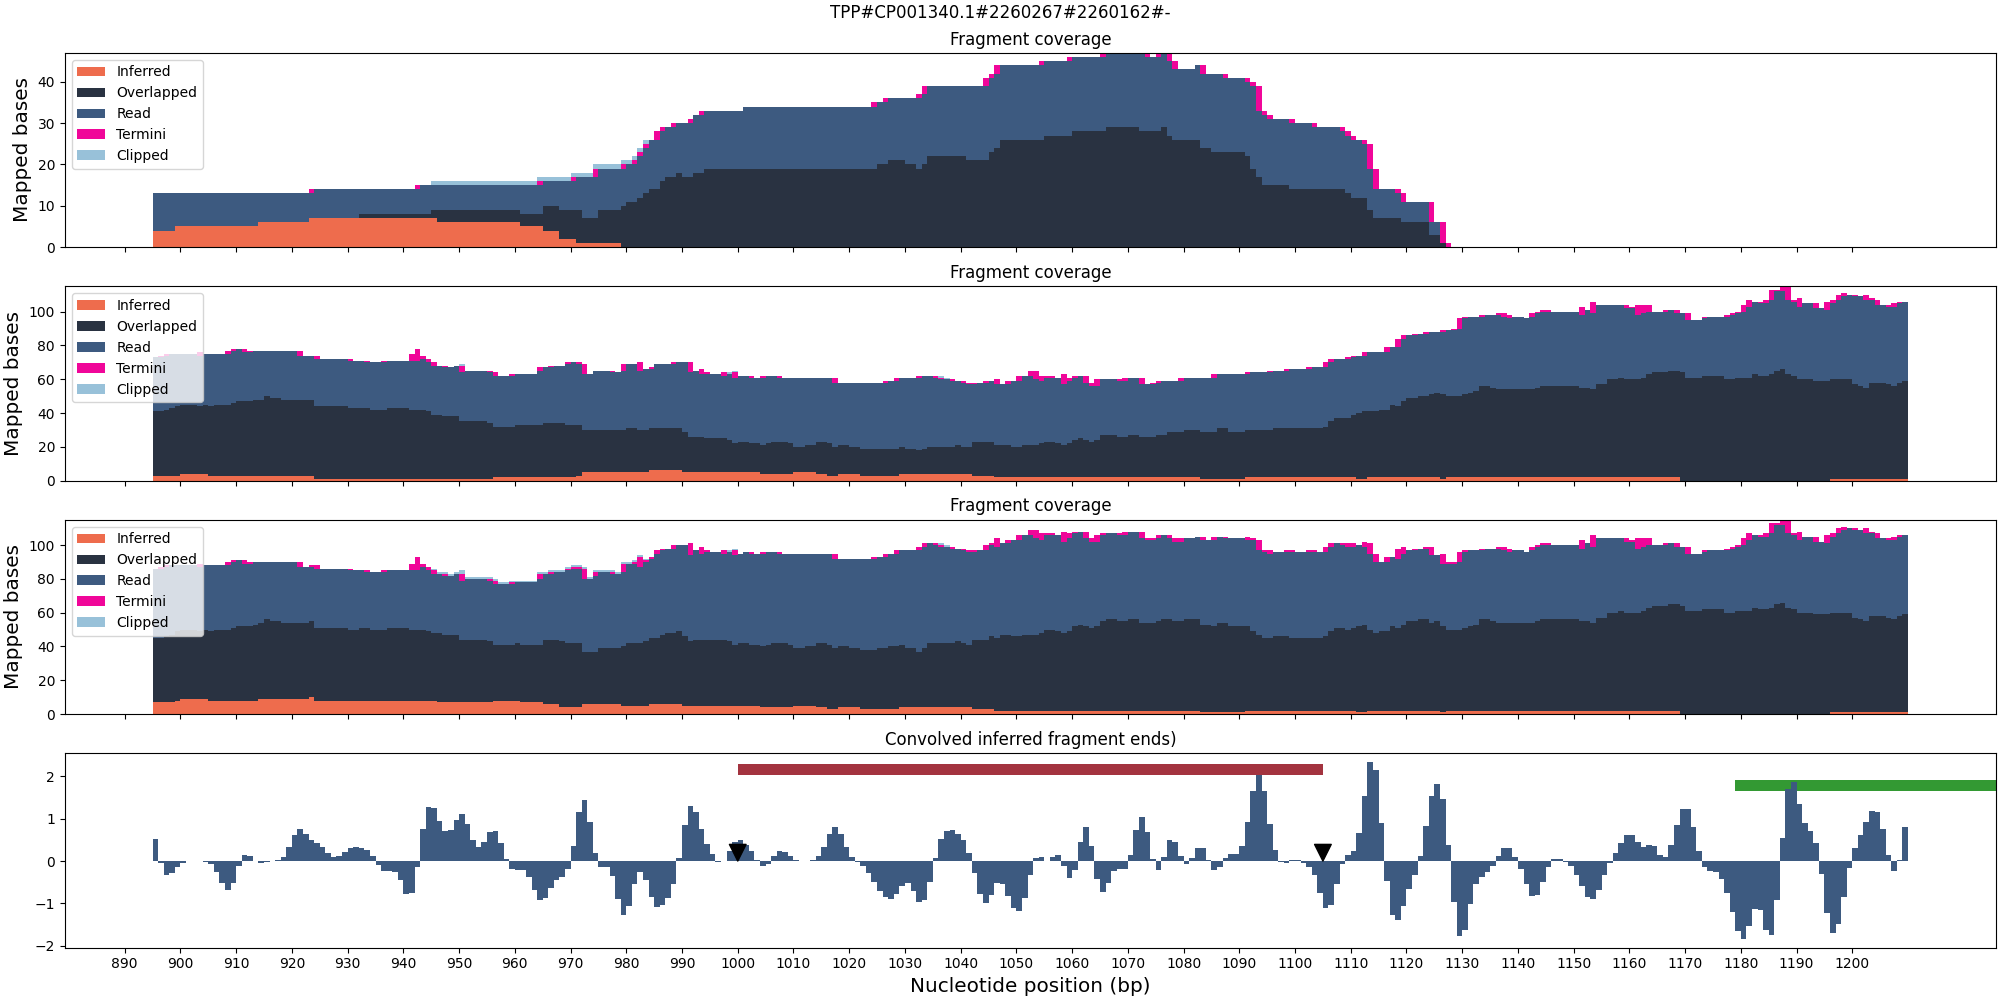 TPP#CP001340.1#2260267#2260162#-
Fragment coverage
Mapped bases
40
30
20
10
0
Inferred
Overlapped
Read
Termini
Clipped
Fragment coverage
Mapped bases
100
80
60
40
20
0
Inferred
Overlapped
Read
Termini
Clipped
Fragment coverage
Mapped bases
100
80
60
40
20
0
Inferred
Overlapped
Read
Termini
Clipped
Convolved inferred fragment ends)
2
1
0
−1
−2
890 900 910 920 930 940 950 960 970 980 990 1000 1010 1020 1030 1040 1050 1060 1070 1080 1090 1100 1110 1120 1130 1140 1150 1160 1170 1180 1190 1200
Nucleotide position (bp)